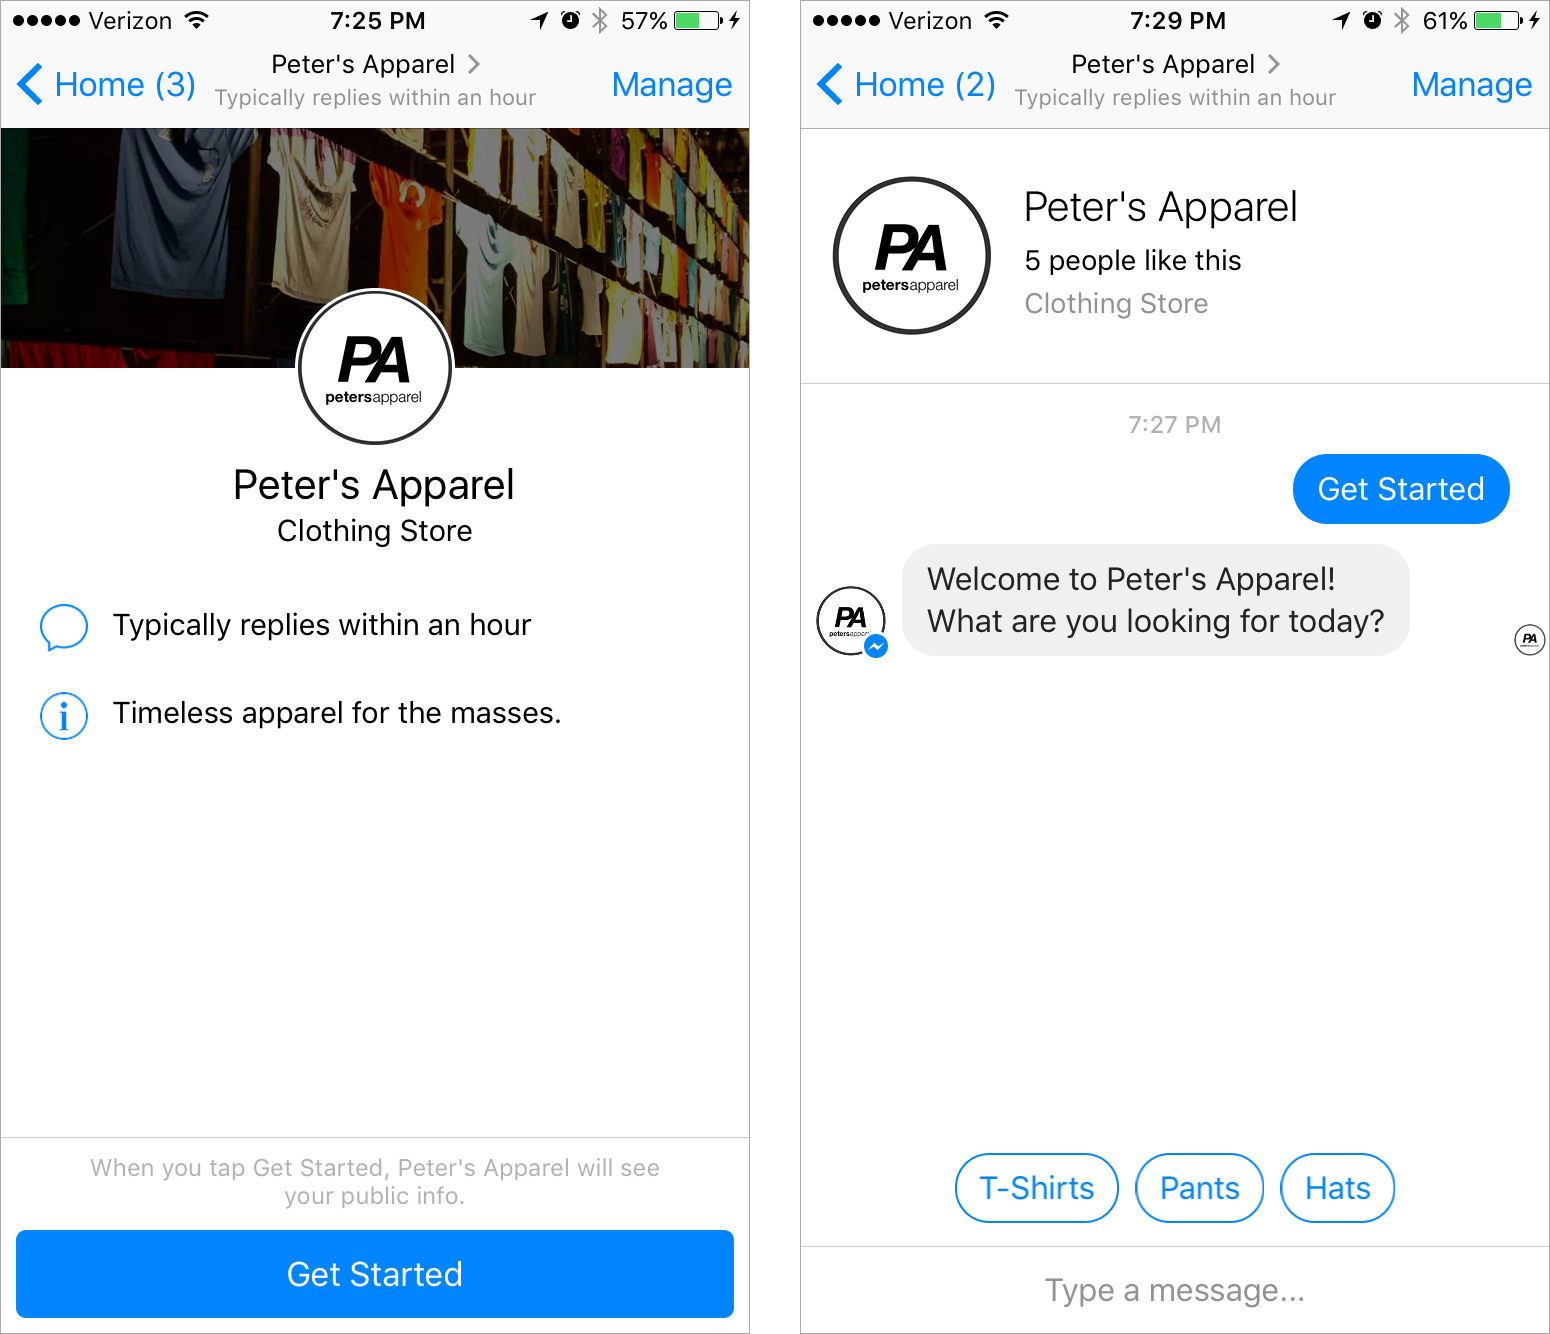 Verizon 7:25 PM 57%
Home (3) Peter's Apparel Manage
Typically replies within an hour
PA
petersapparel
Peter's Apparel
Clothing Store
Typically replies within an hour
Timeless apparel for the masses.
When you tap Get Started, Peter's Apparel will see
your public info.
Get Started
Verizon 7:29 PM 61%
Home (2) Peter's Apparel Manage
Typically replies within an hour
PA
petersapparel
Peter's Apparel
5 people like this
Clothing Store
7:27 PM
Get Started
Welcome to Peter's Apparel!
What are you looking for today?
PA
petersapparel
PA
T-Shirts Pants Hats
Type a message...